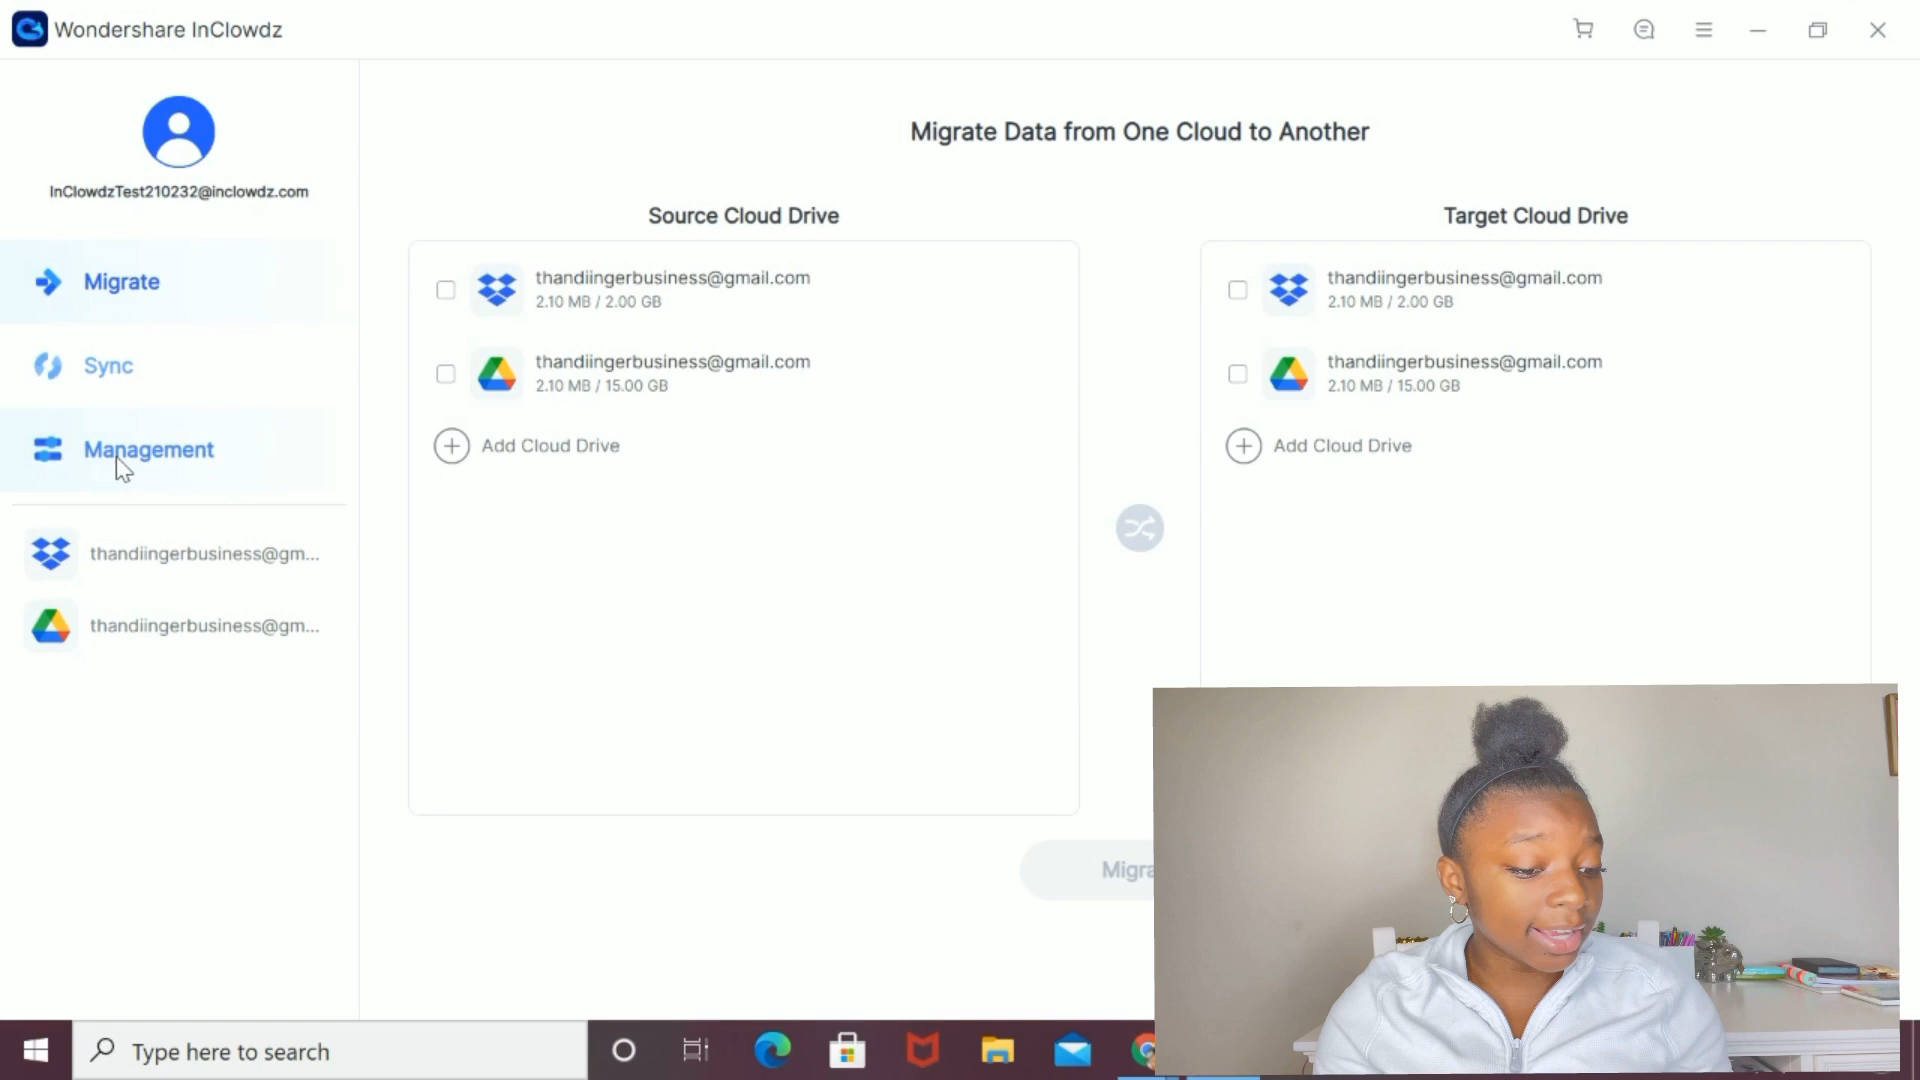 Wondershare InClowdz
InClowdzTest210232@inclowdz.com
Migrate
Sync
Management
thandiingerbusiness@gm...
thandiingerbusiness@gm...
Migrate Data from One Cloud to Another
Source Cloud Drive
thandiingerbusiness@gmail.com
2.10 MB / 2.00 GB
thandiingerbusiness@gmail.com
2.10 MB / 15.00 GB
Add Cloud Drive
Target Cloud Drive
thandiingerbusiness@gmail.com
2.10 MB / 2.00 GB
thandiingerbusiness@gmail.com
2.10 MB / 15.00 GB
Add Cloud Drive
Migra
Type here to search